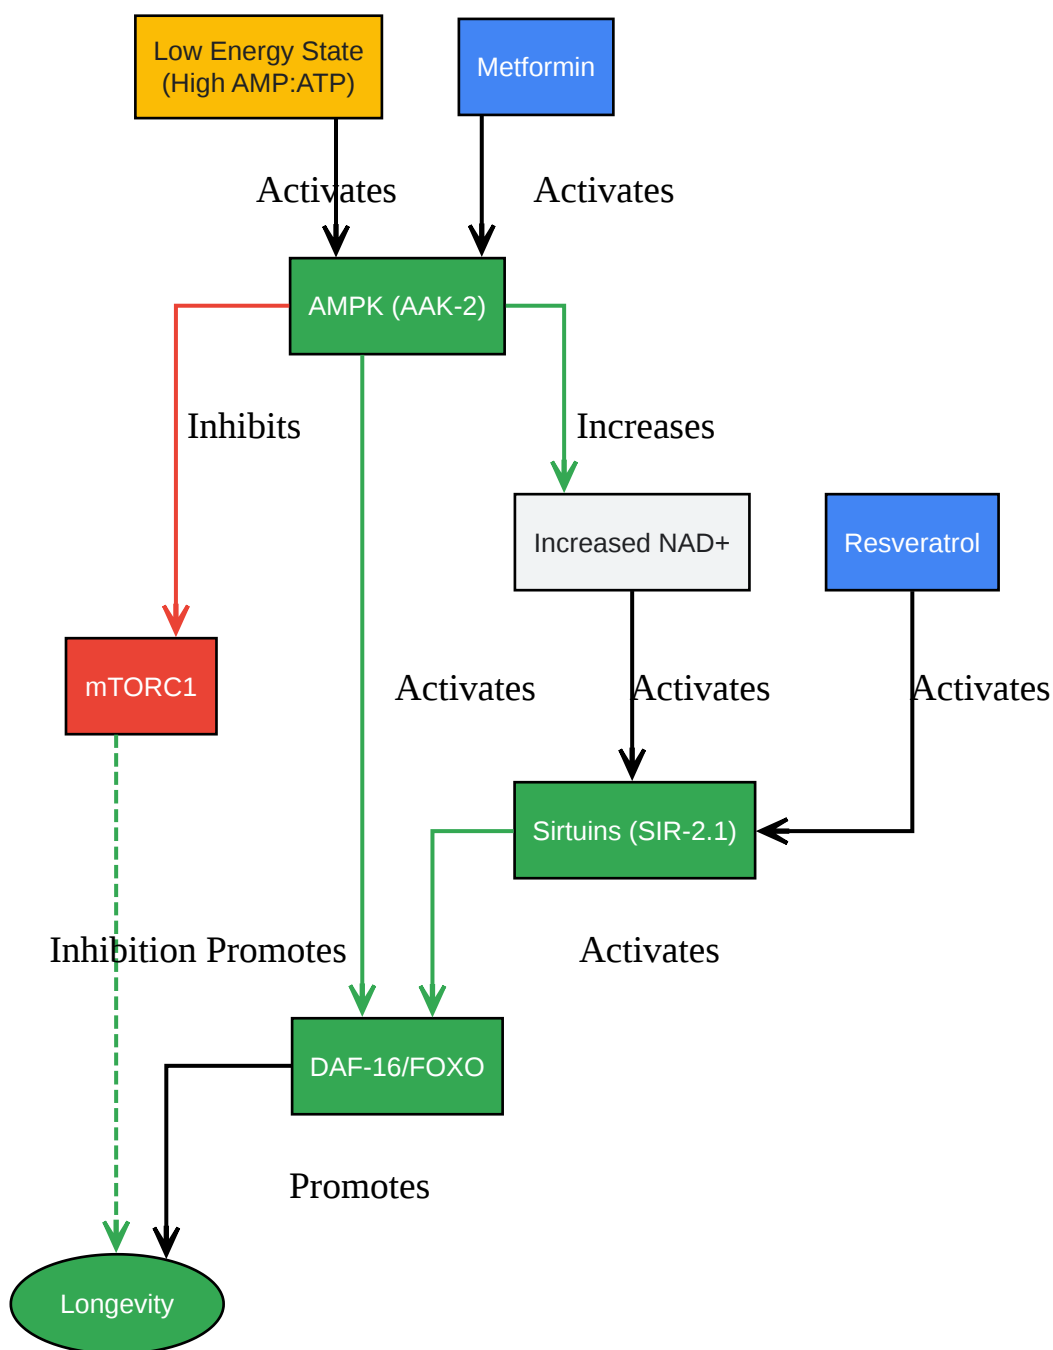 Low Energy State
(High AMP:ATP)
Metformin
Activates
Activates
AMPK (AAK-2)
Inhibits
Increases
Increased NAD+
Resveratrol
mTORC1
Activates
Activates
Activates
Sirtuins (SIR-2.1)
Inhibition Promotes
Activates
DAF-16/FOXO
Promotes
Longevity